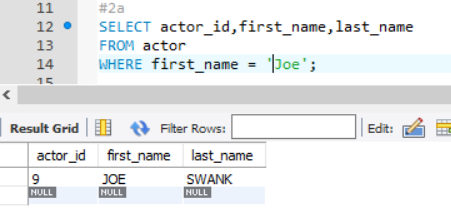 11 #2a
12 SELECT actor_id,first_name,last_name
13 FROM actor
14 WHERE first_name = 'Joe';
15
Result Grid Filter Rows: Edit:
actor_id first_name last_name
9 JOE SWANK
NULL NULL NULL